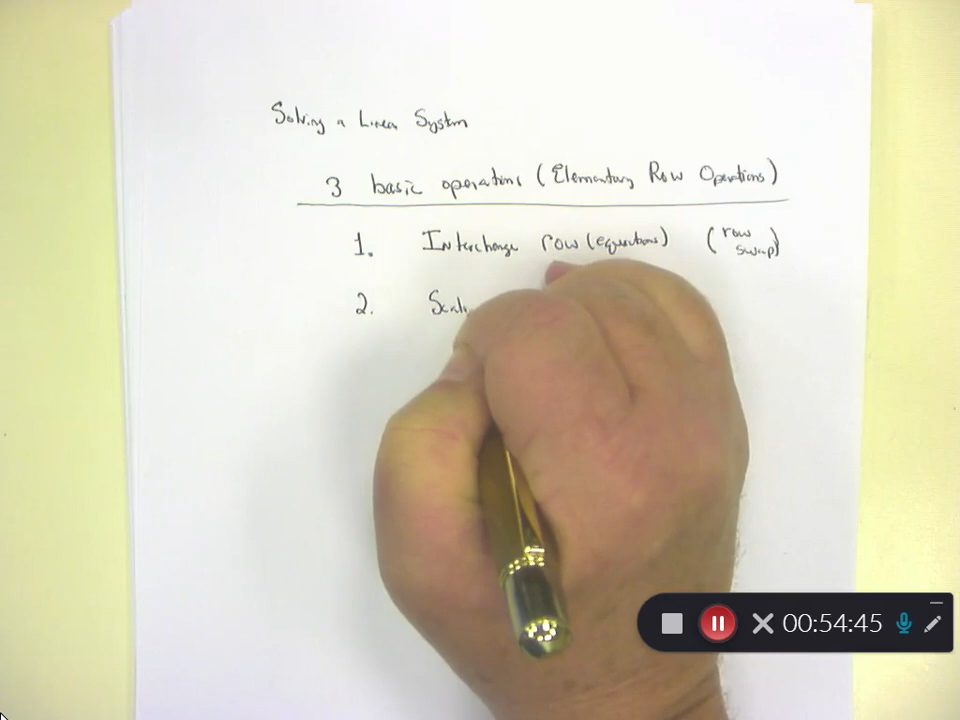 Solving a Linear System
3 basic operations (Elementary Row Operations)
1. Interchange row (equations) (row swap)
2. Scal
00:54:45